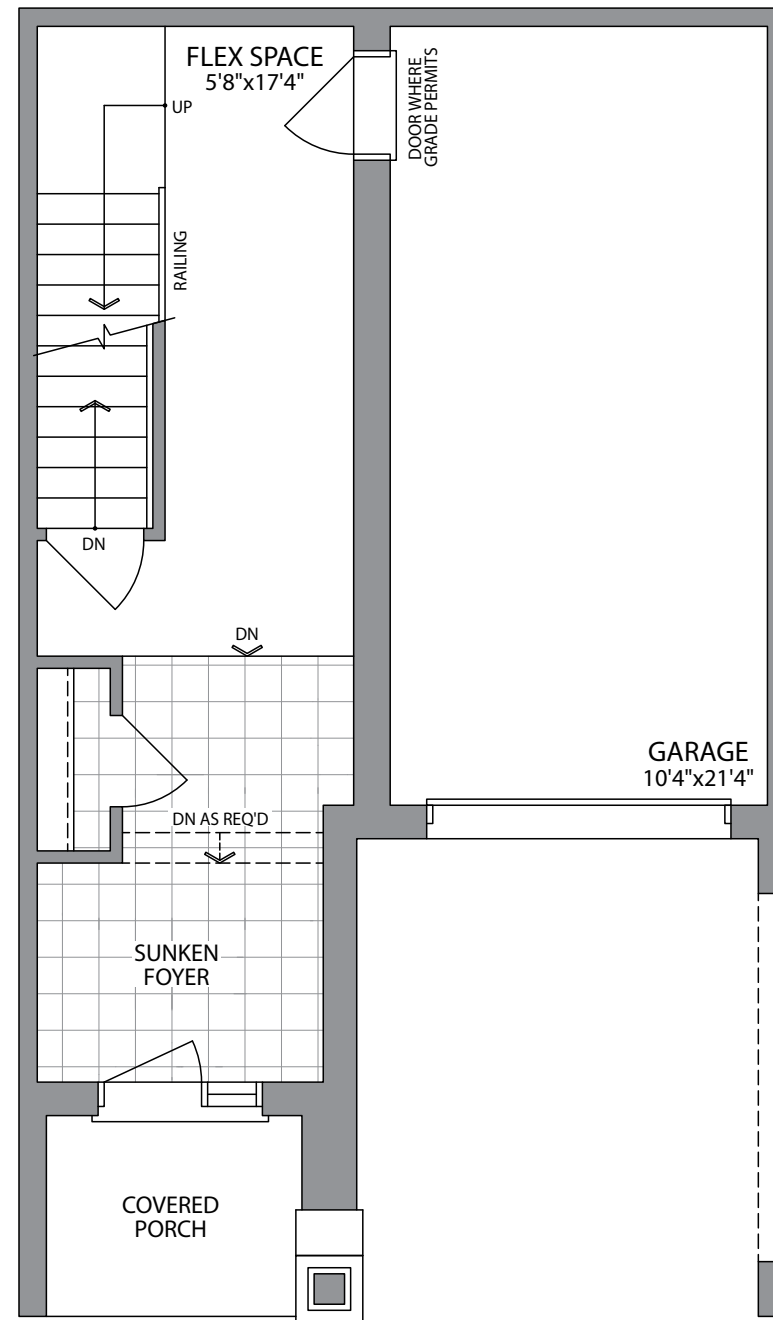 FLEX SPACE
5'8"x17'4"
DOOR WHERE
GRADE PERMITS
UP
RAILING
DN
DN
GARAGE
10'4"x21'4"
DN AS REQ'D
SUNKEN
FOYER
COVERED
PORCH